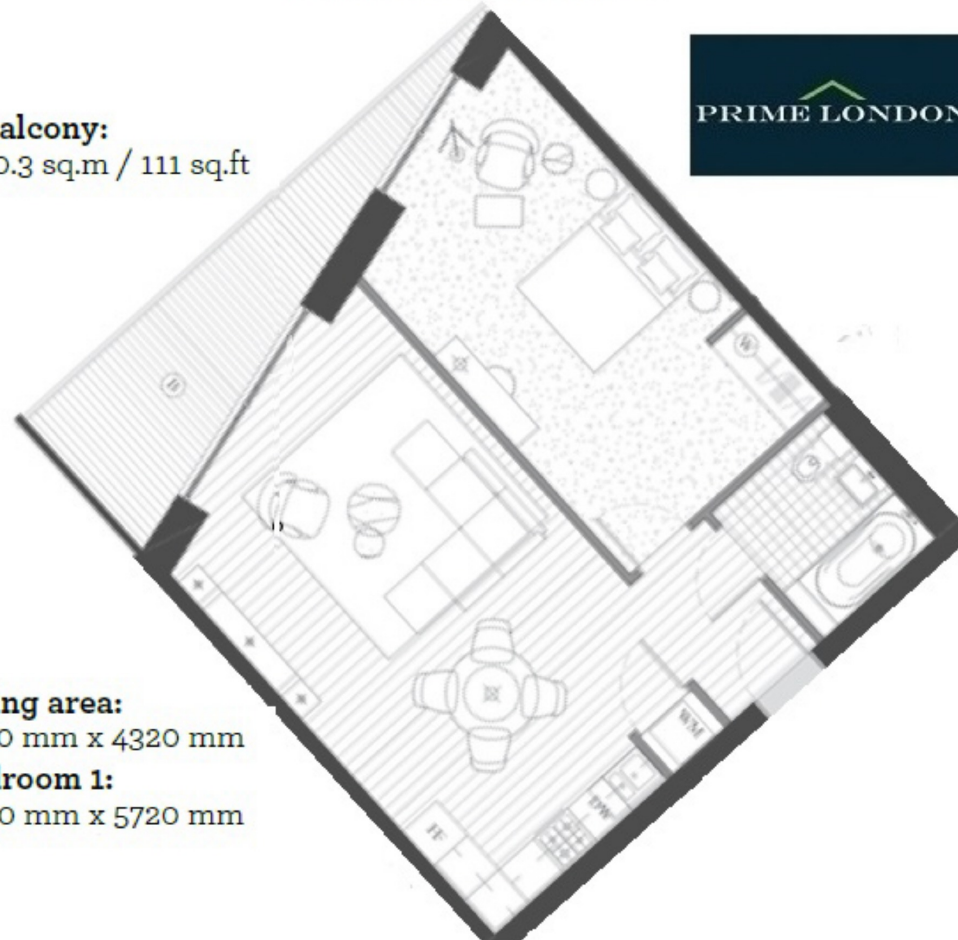 alcony:
0.3 sq.m / 111 sq.ft
PRIME LONDON
B
W
WM
DW
FF
ng area:
0 mm x 4320 mm
room 1:
0 mm x 5720 mm